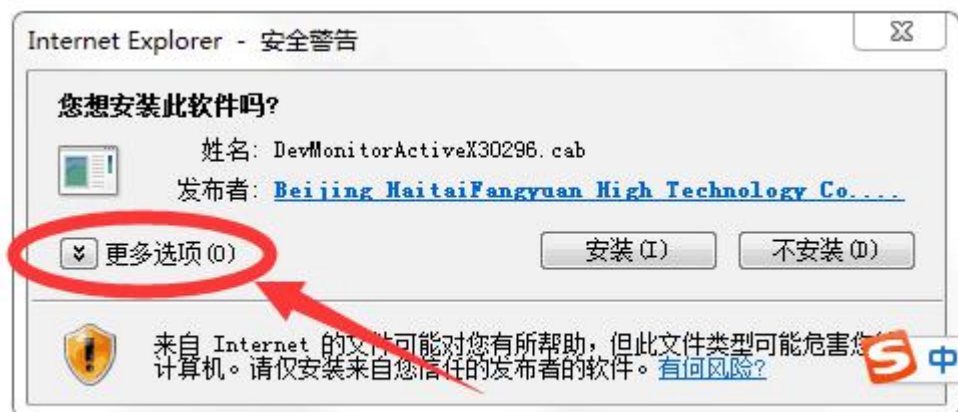 Internet Explorer - 安全警告
您想安装此软件吗?
姓名: DevMonitorActiveX30296.cab
发布者: Beijing HaitaiFangyuan High Technology Co....
更多选项(O)
安装(I)
不安装(D)
来自 Internet 的文件可能对您有所帮助，但此文件类型可能危害您
计算机。请仅安装来自您信任的发布者的软件。有何风险?
S 中